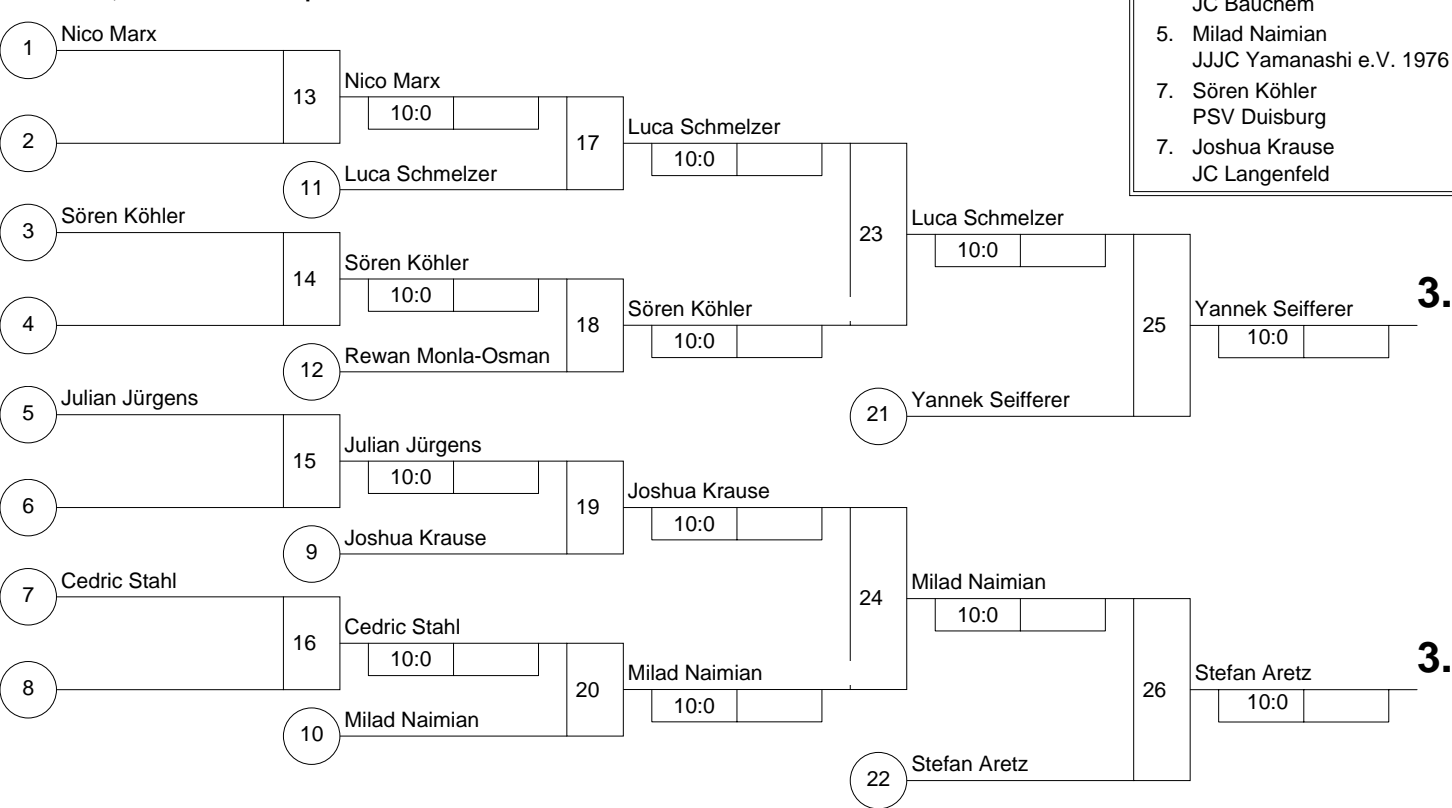 JC Bauchem
5. Milad Naimian
JJJC Yamanashi e.V. 1976
7. Sören Köhler
PSV Duisburg
7. Joshua Krause
JC Langenfeld
1 Nico Marx
13 Nico Marx
10:0
2
17 Luca Schmelzer
10:0
11 Luca Schmelzer
3 Sören Köhler
23 Luca Schmelzer
10:0
14 Sören Köhler
10:0
4
18 Sören Köhler
10:0
12 Rewan Monla-Osman
25 Yannek Seifferer
10:0
3.
5 Julian Jürgens
21 Yannek Seifferer
15 Julian Jürgens
10:0
6
19 Joshua Krause
10:0
9 Joshua Krause
7 Cedric Stahl
24 Milad Naimian
10:0
16 Cedric Stahl
10:0
8
20 Milad Naimian
10:0
10 Milad Naimian
26 Stefan Aretz
10:0
3.
22 Stefan Aretz